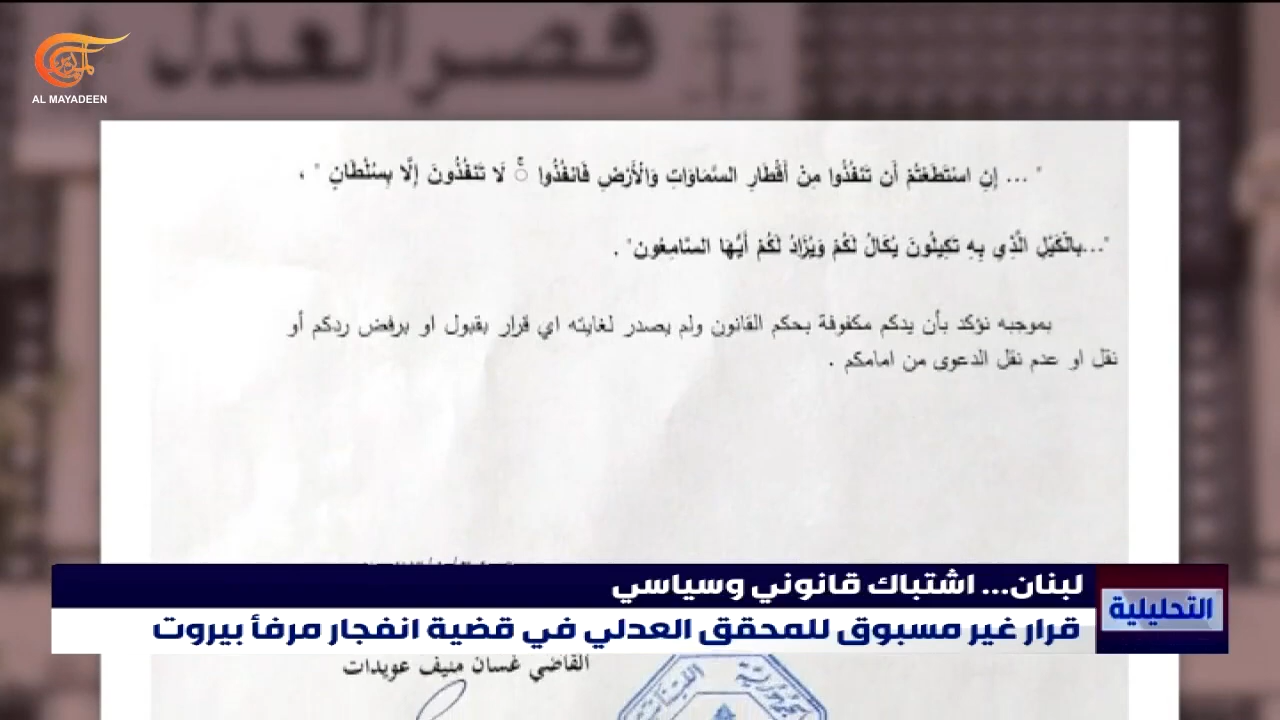 قصر العدل
AL MAYADEEN
" ... إِنِ اسْتَطَعْتُمْ أَن تَنفُذُوا مِنْ أَقْطَارِ السَّمَاوَاتِ وَالْأَرْضِ فَانفُذُوا ۚ لَا تَنفُذُونَ إِلَّا بِسُلْطَانٍ " ،
"...بِالْكَيْلِ الَّذِي بِهِ تَكِيلُونَ يُكَالُ لَكُمْ وَيُزَادُ لَكُمْ أَيُّهَا السَّامِعُون" .
بموجبه نؤكد بأن يدكم مكفوفة بحكم القانون ولم يصدر لغايته اي قرار بقبول او برفض ردكم أو
نقل او عدم نقل الدعوى من امامكم .
لبنان... اشتباك قانوني وسياسي
التحليلية
قرار غير مسبوق للمحقق العدلي في قضية انفجار مرفأ بيروت
القاضي غسان منيف عويدات
الجمهورية اللبنانية